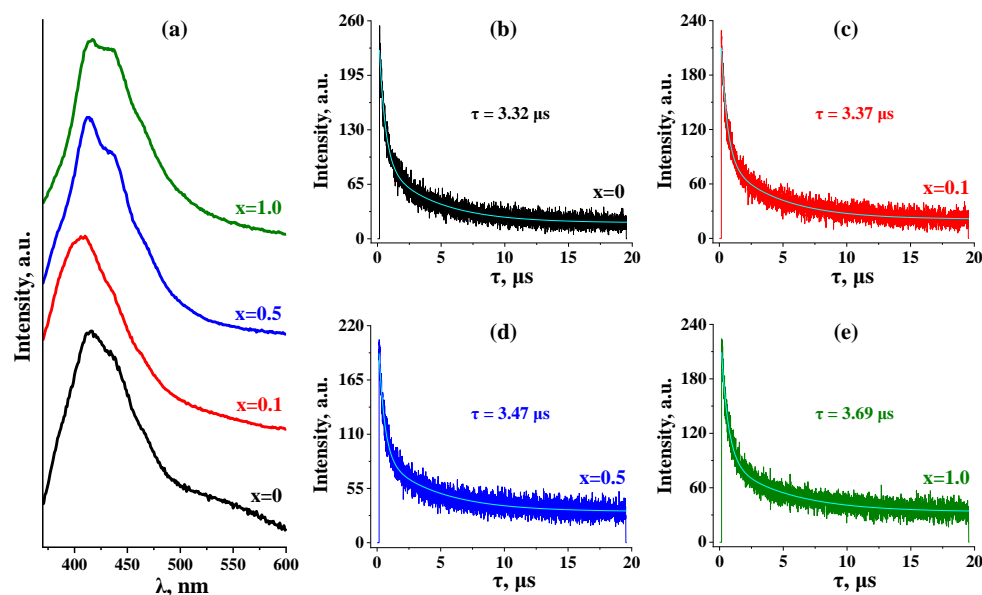 (a)
x=1.0
x=0.5
x=0.1
x=0
Intensity, a.u.
400 450 500 550 600
λ, nm
(b)
260
195
130
65
0
Intensity, a.u.
τ = 3.32 μs
x=0
0 5 10 15 20
τ, μs
(c)
240
180
120
60
0
Intensity, a.u.
τ = 3.37 μs
x=0.1
0 5 10 15 20
τ, μs
(d)
220
165
110
55
0
Intensity, a.u.
τ = 3.47 μs
x=0.5
0 5 10 15 20
τ, μs
(e)
240
180
120
60
0
Intensity, a.u.
τ = 3.69 μs
x=1.0
0 5 10 15 20
τ, μs